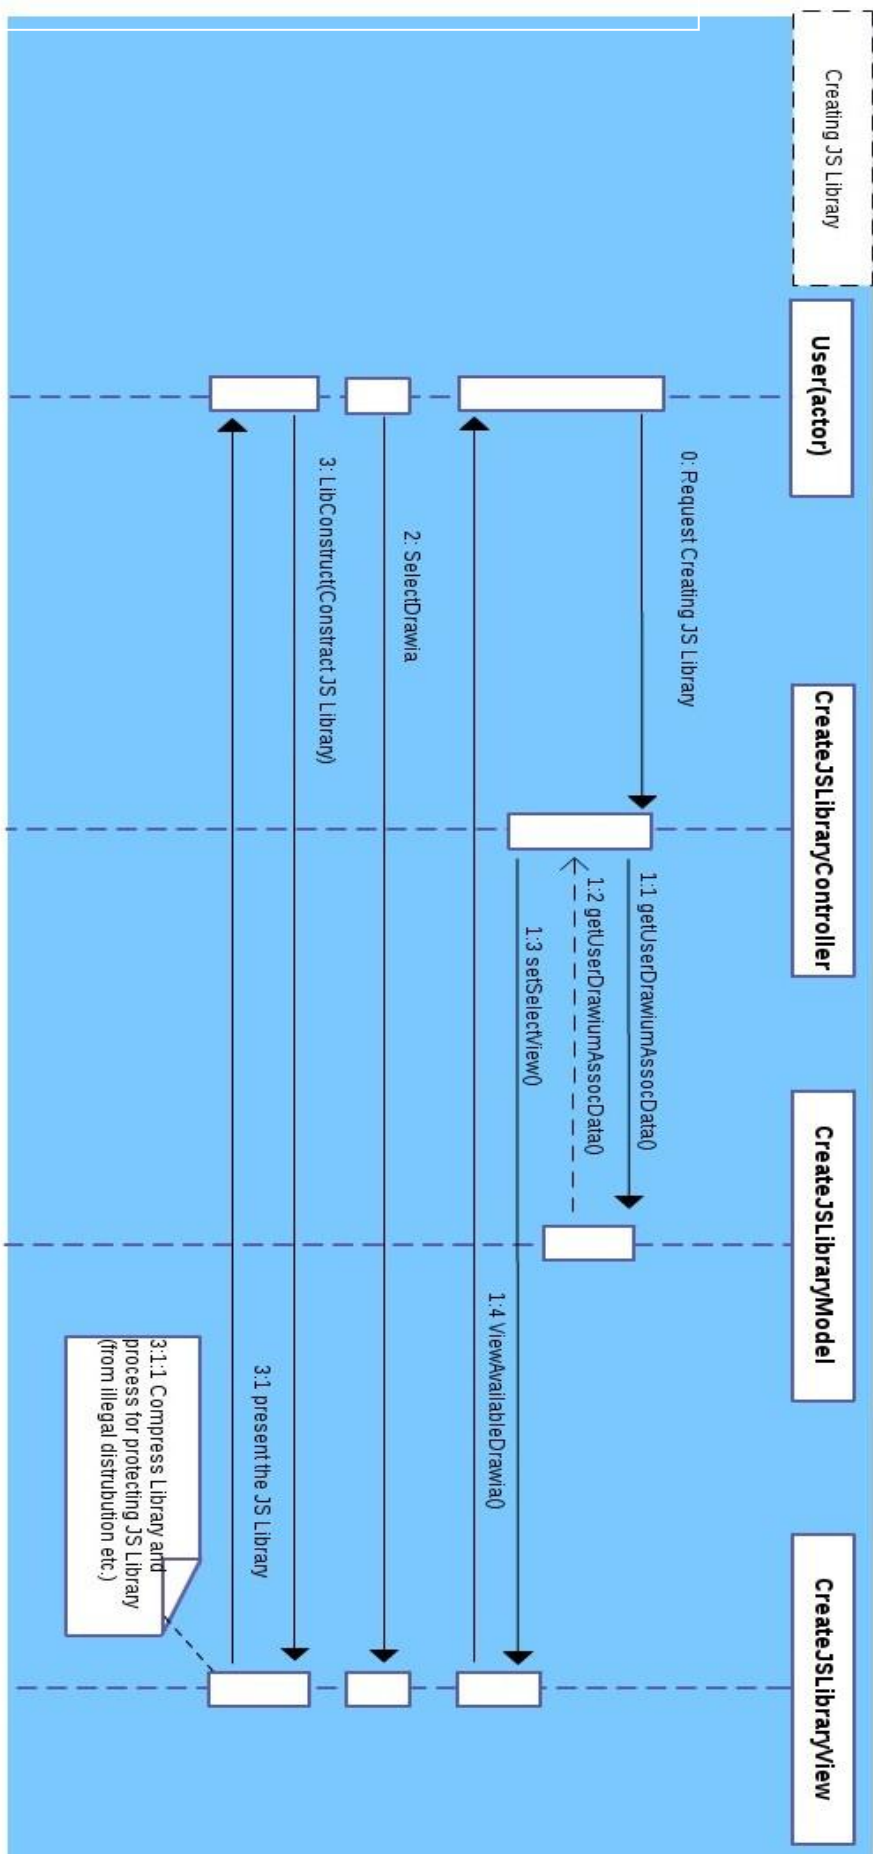 Creating JS Library
User(actor)
CreateJSLibraryController
CreateJSLibraryModel
CreateJSLibraryView
0: Request Creating JS Library
1:1 getUserDrawiumAssocData()
1:2 getUserDrawiumAssocData()
1:3 setSelectView()
1:4 ViewAvailableDrawia()
2: SelectDrawia
3: LibConstruct(Constract JS Library)
3:1 present the JS Library
3:1:1 Compress Library and
process for protecting JS Library
(from illegal distrubution etc.)